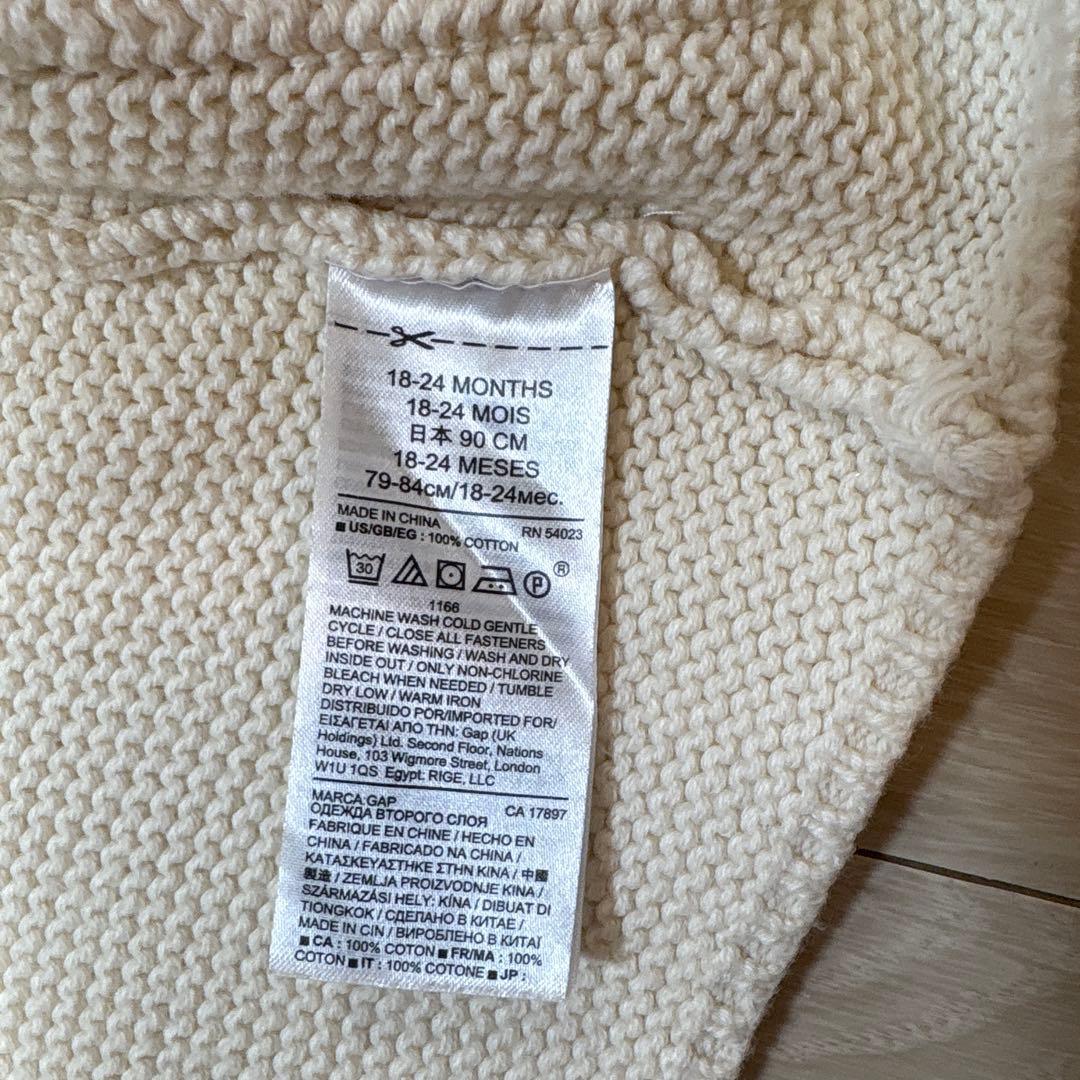 18-24 MONTHS
18-24 MOIS
日本 90 CM
18-24 MESES
79-84см/18-24мес.
MADE IN CHINA RN 54023
■ US/GB/EG : 100% COTTON
30 P ®
1166
MACHINE WASH COLD GENTLE
CYCLE / CLOSE ALL FASTENERS
BEFORE WASHING / WASH AND DRY
INSIDE OUT / ONLY NON-CHLORINE
BLEACH WHEN NEEDED / TUMBLE
DRY LOW / WARM IRON
DISTRIBUIDO POR/IMPORTED FOR/
ΕΙΣΑΓΕΤΑΙ ΑΠΟ ΤΗΝ: Gap (UK
Holdings) Ltd. Second Floor, Nations
House, 103 Wigmore Street, London
W1U 1QS Egypt: RIGE, LLC
MARCA:GAP CA 17897
ОДЕЖДА ВТОРОГО СЛОЯ
FABRIQUE EN CHINE / HECHO EN
CHINA / FABRICADO NA CHINA /
ΚΑΤΑΣΚΕΥΑΣΤΗΚΕ ΣΤΗΝ ΚΙΝΑ / 中國
製造 / ZEMLJA PROIZVODNJE KINA /
SZÁRMAZÁSI HELY: KÍNA / DIBUAT DI
TIONGKOK / СДЕЛАНО В КИТАЕ /
MADE IN CIN / ВИРОБЛЕНО В КИТАЇ
■ CA : 100% COTON ■ FR/MA : 100%
COTON ■ IT : 100% COTONE ■ JP :